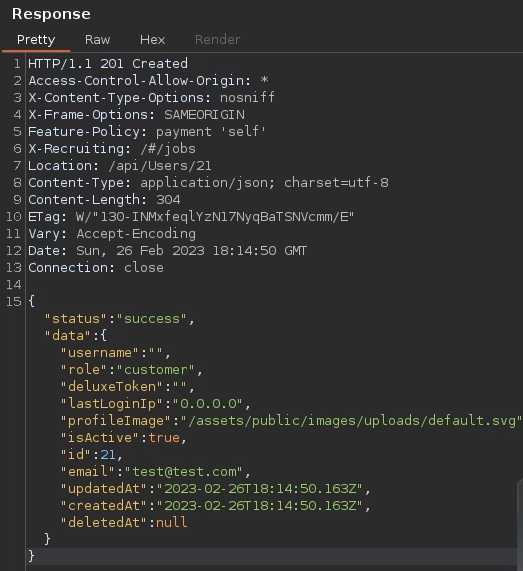 Response
Pretty Raw Hex Render
1 HTTP/1.1 201 Created
2 Access-Control-Allow-Origin: *
3 X-Content-Type-Options: nosniff
4 X-Frame-Options: SAMEORIGIN
5 Feature-Policy: payment 'self'
6 X-Recruiting: /#/jobs
7 Location: /api/Users/21
8 Content-Type: application/json; charset=utf-8
9 Content-Length: 304
10 ETag: W/"130-INMxfeqlYzN17NyqBaTSNVcmm/E"
11 Vary: Accept-Encoding
12 Date: Sun, 26 Feb 2023 18:14:50 GMT
13 Connection: close
14
15 {
"status":"success",
"data":{
"username":"",
"role":"customer",
"deluxeToken":"",
"lastLoginIp":"0.0.0.0",
"profileImage":"/assets/public/images/uploads/default.svg"
"isActive":true,
"id":21,
"email":"test@test.com",
"updatedAt":"2023-02-26T18:14:50.163Z",
"createdAt":"2023-02-26T18:14:50.163Z",
"deletedAt":null
}
}